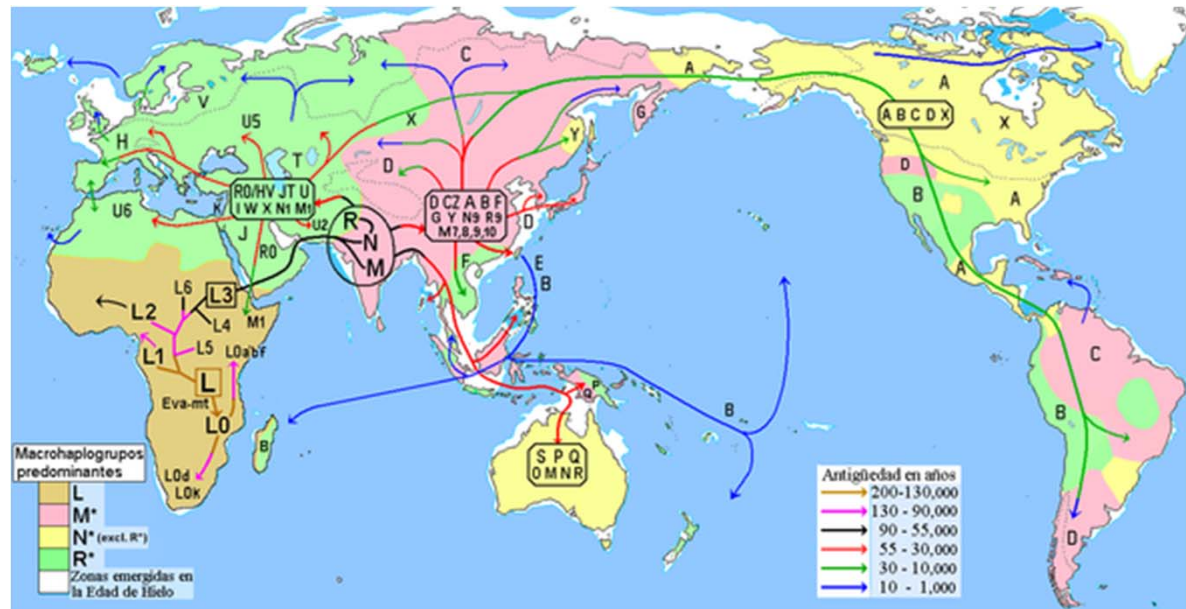 C
A
A
V
U5
X
G
A B C D X
X
H
T
Y
D
D
A
R0/HV JT U
I W X N1 M1
K
D CZ A B F
G Y N9 R9
M7,8,9,10
D
B
U6
J
R0
U2
R
N
M
F
E
B
A
L6
L3
L2
L4
M1
L5
L1
L0abf
L
Eva-mt
L0
L0d
L0k
B
P
Q
B
S P Q
O M N R
C
B
D
Macrohaplogrupos
predominantes
L
M*
N* (excl. R*)
R*
Zonas emergidas en
la Edad de Hielo
Antigüedad en años
200-130,000
130 - 90,000
90 - 55,000
55 - 30,000
30 - 10,000
10 - 1,000